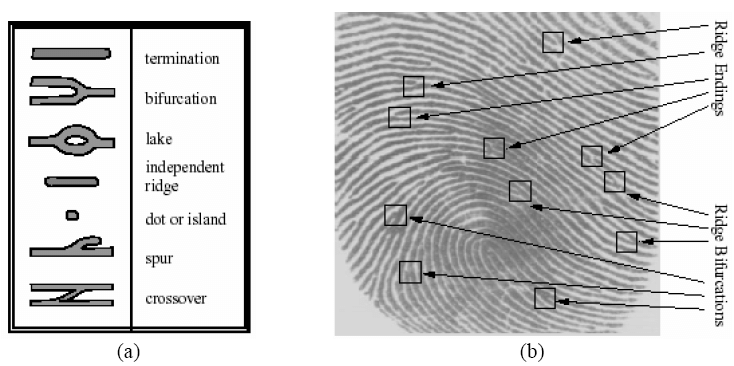 termination
bifurcation
lake
independent
ridge
dot or island
spur
crossover
(a)
Ridge Endings
Ridge Bifurcations
(b)